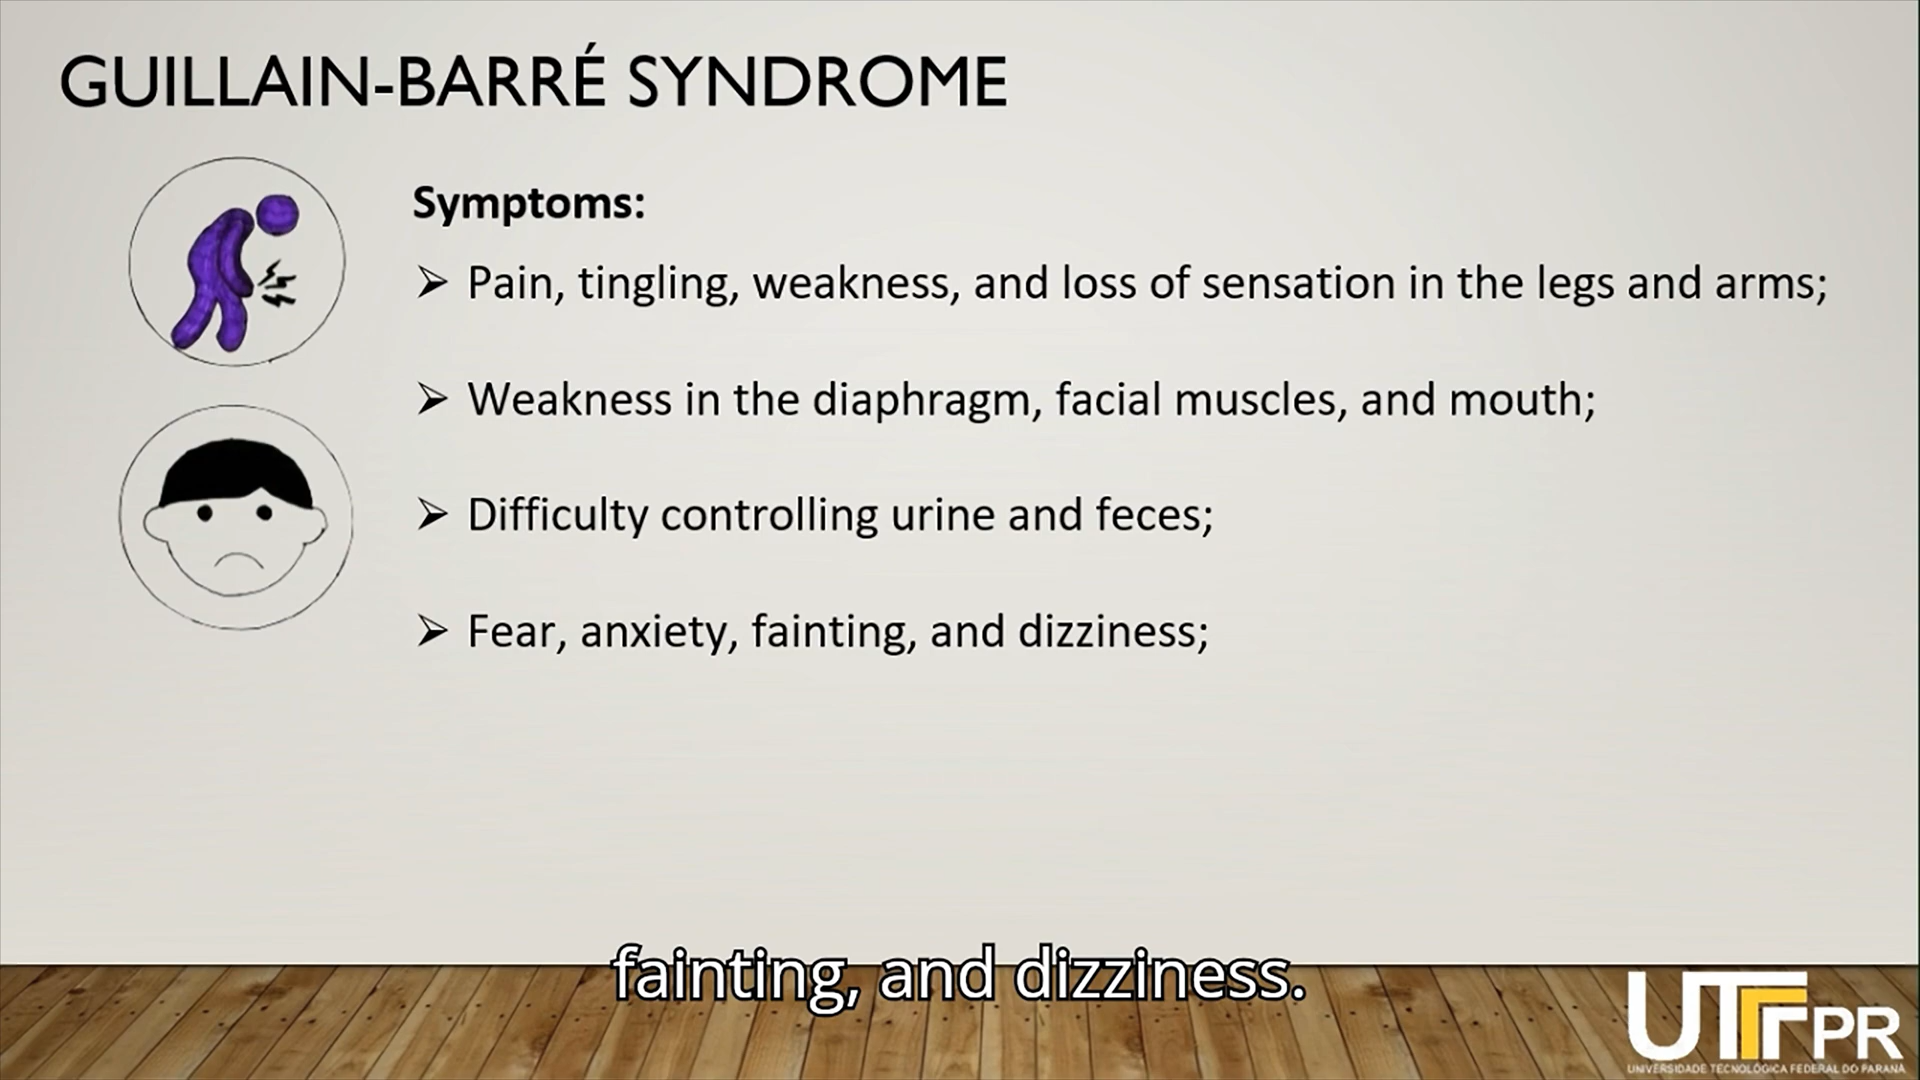 GUILLAIN-BARRÉ SYNDROME
Symptoms:
➢ Pain, tingling, weakness, and loss of sensation in the legs and arms;
➢ Weakness in the diaphragm, facial muscles, and mouth;
➢ Difficulty controlling urine and feces;
➢ Fear, anxiety, fainting, and dizziness;
fainting, and dizziness.
UTFPR
UNIVERSIDADE TECNOLÓGICA FEDERAL DO PARANÁ